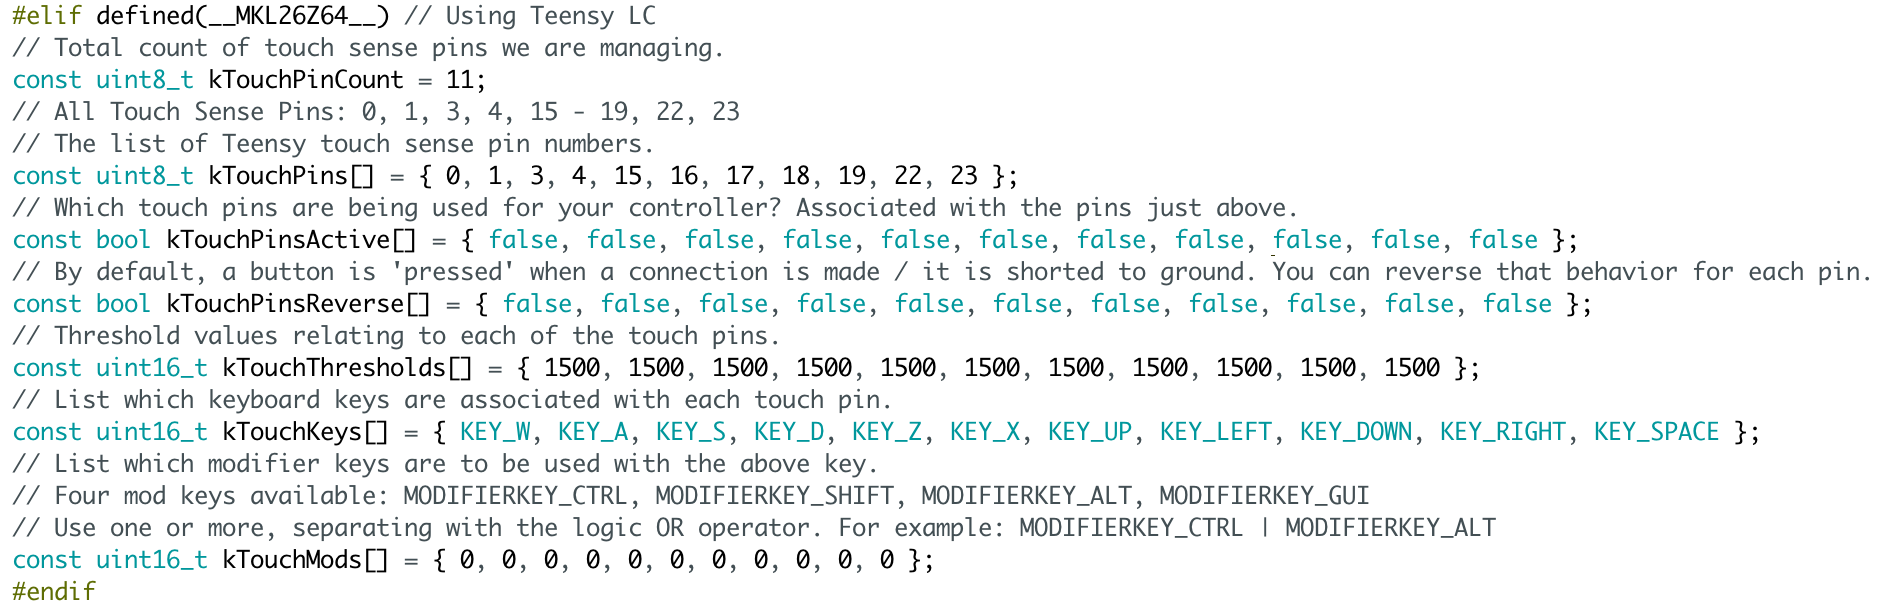 #elif defined(__MKL26Z64__) // Using Teensy LC
// Total count of touch sense pins we are managing.
const uint8_t kTouchPinCount = 11;
// All Touch Sense Pins: 0, 1, 3, 4, 15 - 19, 22, 23
// The list of Teensy touch sense pin numbers.
const uint8_t kTouchPins[] = { 0, 1, 3, 4, 15, 16, 17, 18, 19, 22, 23 };
// Which touch pins are being used for your controller? Associated with the pins just above.
const bool kTouchPinsActive[] = { false, false, false, false, false, false, false, false, false, false, false };
// By default, a button is 'pressed' when a connection is made / it is shorted to ground. You can reverse that behavior for each pin.
const bool kTouchPinsReverse[] = { false, false, false, false, false, false, false, false, false, false, false };
// Threshold values relating to each of the touch pins.
const uint16_t kTouchThresholds[] = { 1500, 1500, 1500, 1500, 1500, 1500, 1500, 1500, 1500, 1500, 1500 };
// List which keyboard keys are associated with each touch pin.
const uint16_t kTouchKeys[] = { KEY_W, KEY_A, KEY_S, KEY_D, KEY_Z, KEY_X, KEY_UP, KEY_LEFT, KEY_DOWN, KEY_RIGHT, KEY_SPACE };
// List which modifier keys are to be used with the above key.
// Four mod keys available: MODIFIERKEY_CTRL, MODIFIERKEY_SHIFT, MODIFIERKEY_ALT, MODIFIERKEY_GUI
// Use one or more, separating with the logic OR operator. For example: MODIFIERKEY_CTRL | MODIFIERKEY_ALT
const uint16_t kTouchMods[] = { 0, 0, 0, 0, 0, 0, 0, 0, 0, 0, 0 };
#endif